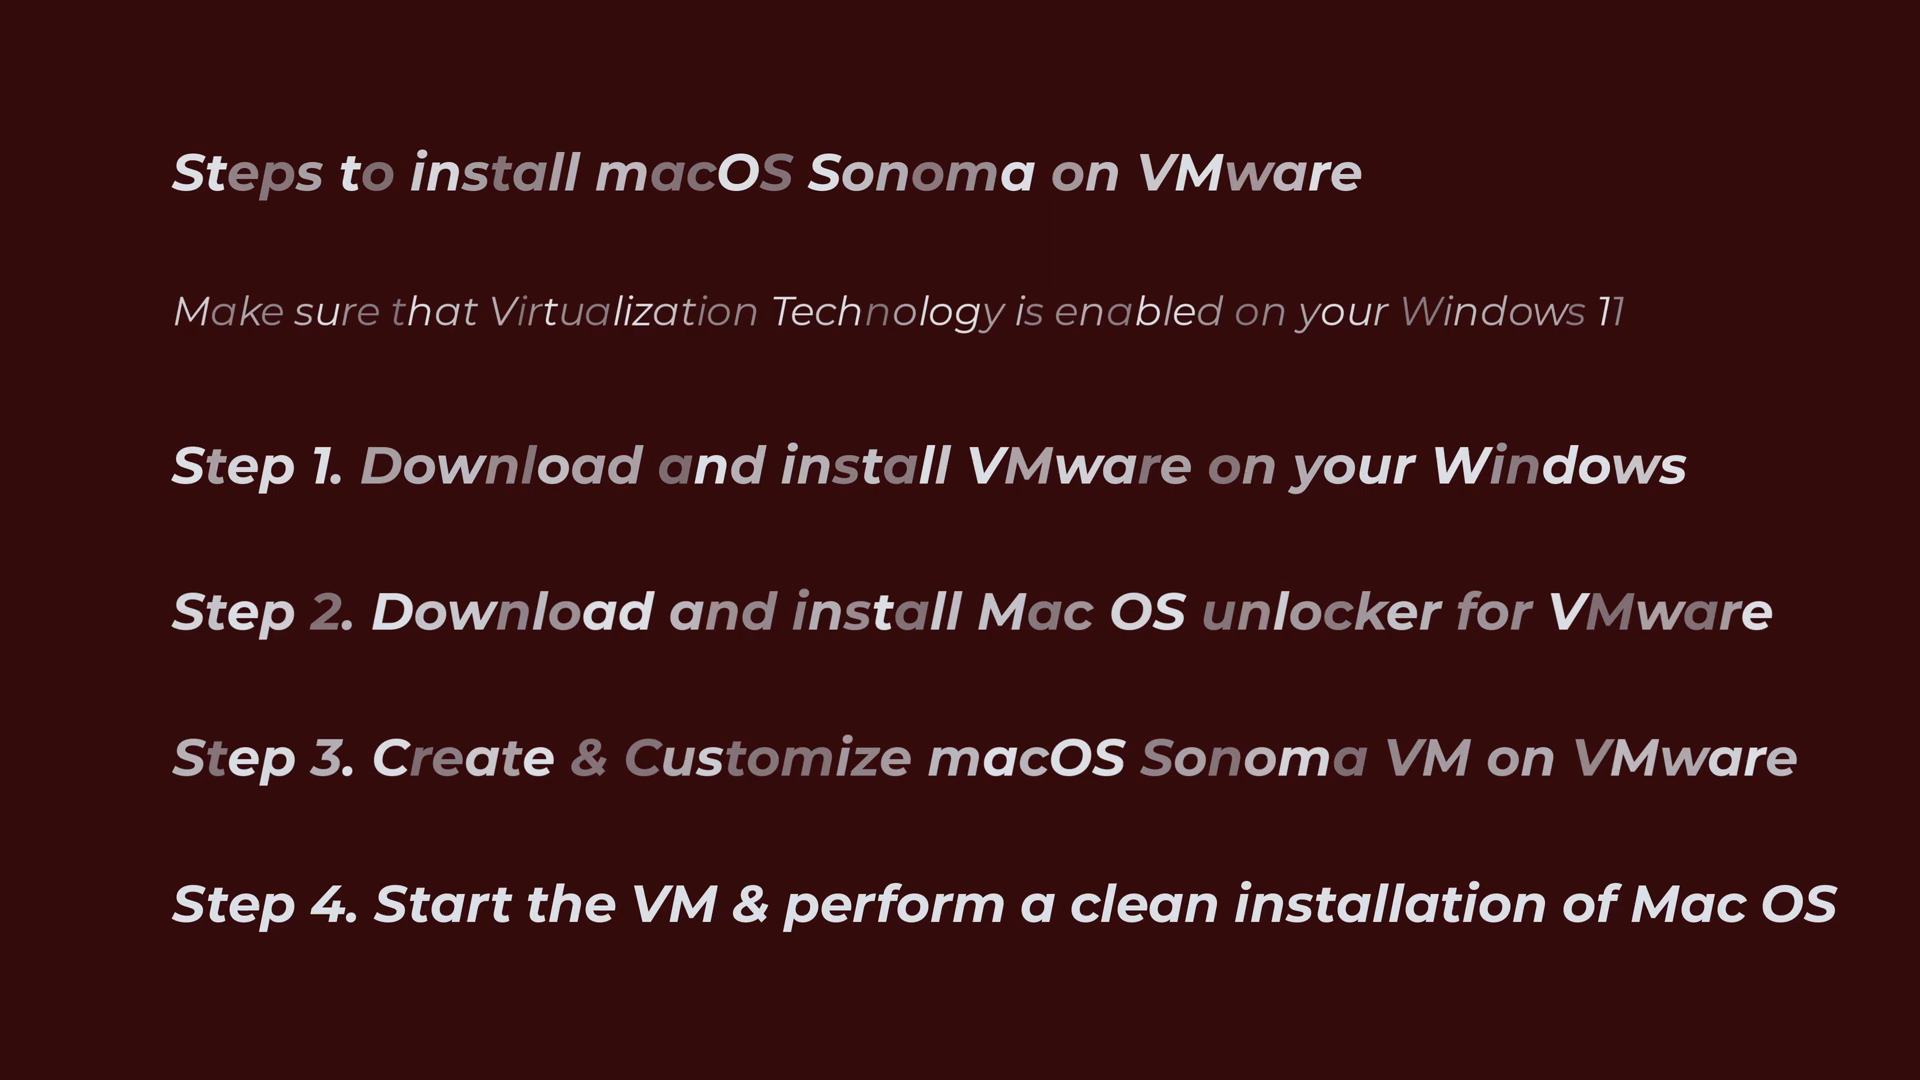 Steps to install macOS Sonoma on VMware
Make sure that Virtualization Technology is enabled on your Windows 11
Step 1. Download and install VMware on your Windows
Step 2. Download and install Mac OS unlocker for VMware
Step 3. Create & Customize macOS Sonoma VM on VMware
Step 4. Start the VM & perform a clean installation of Mac OS